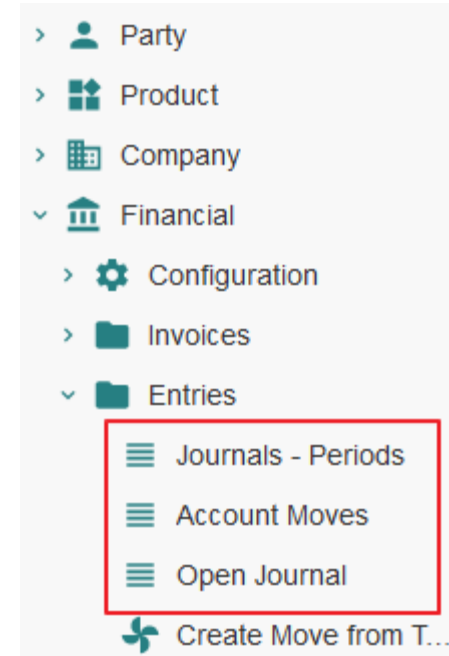 Party
Product
Company
Financial
Configuration
Invoices
Entries
Journals - Periods
Account Moves
Open Journal
Create Move from T...